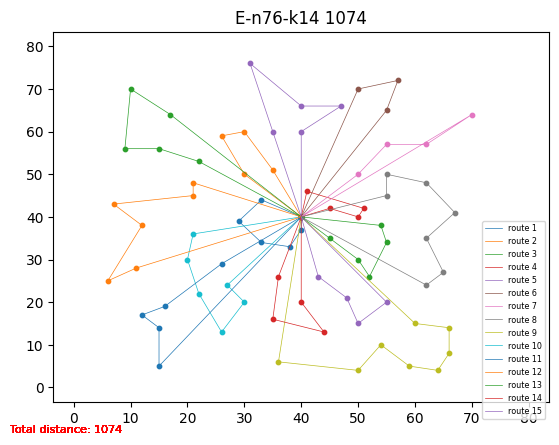 E-n76-k14 1074
80
70
60
50
40
30
20
10
0
route 1
route 2
route 3
route 4
route 5
route 6
route 7
route 8
route 9
route 10
route 11
route 12
route 13
route 14
route 15
0 10 20 30 40 50 60 70 80
Total distance: 1074